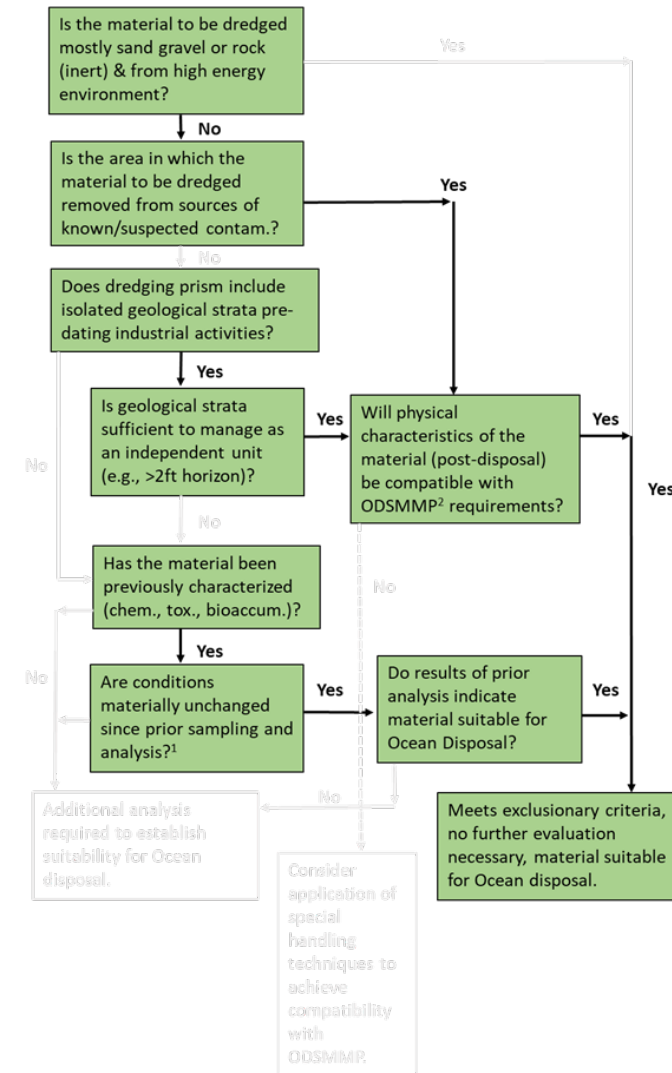 Is the material to be dredged
mostly sand gravel or rock
(inert) & from high energy
environment?
Yes
No
Is the area in which the
material to be dredged
removed from sources of
known/suspected contam.?
Yes
No
Does dredging prism include
isolated geological strata pre-
dating industrial activities?
Yes
No
Is geological strata
sufficient to manage as
an independent unit
(e.g., >2ft horizon)?
Yes
Will physical
characteristics of the
material (post-disposal)
be compatible with
ODSMMP² requirements?
Yes
Yes
No
No
Has the material been
previously characterized
(chem., tox., bioaccum.)?
Yes
No
Are conditions
materially unchanged
since prior sampling and
analysis?¹
Yes
Do results of prior
analysis indicate
material suitable for
Ocean Disposal?
Yes
No
Additional analysis
required to establish
suitability for Ocean
disposal.
Meets exclusionary criteria,
no further evaluation
necessary, material suitable
for Ocean disposal.
Consider
application of
special
handling
techniques to
achieve
compatibility
with
ODSMMP.